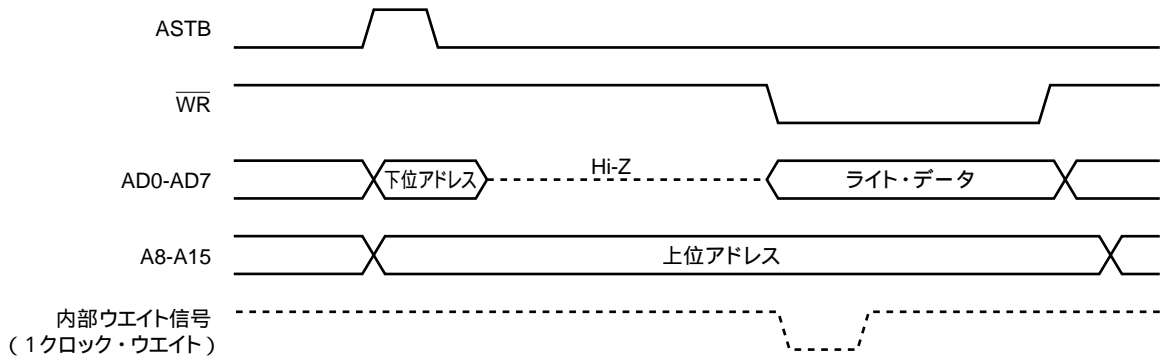 ASTB
WR
AD0-AD7
下位アドレス
Hi-Z
ライト・データ
A8-A15
上位アドレス
内部ウエイト信号
(1クロック・ウエイト)